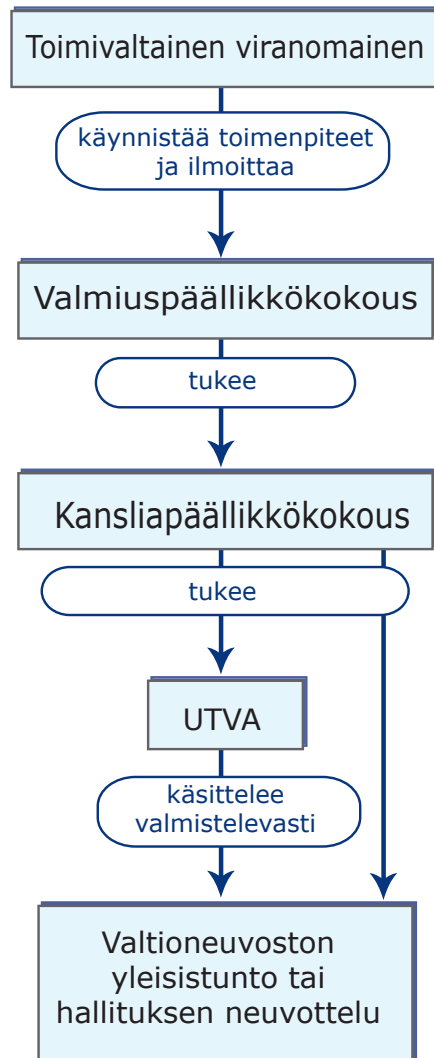 Toimivaltainen viranomainen
käynnistää toimenpiteet
ja ilmoittaa
Valmiuspäällikkökokous
tukee
Kansliapäällikkökokous
tukee
UTVA
käsittelee
valmistelevasti
Valtioneuvoston
yleisistunto tai
hallituksen neuvottelu